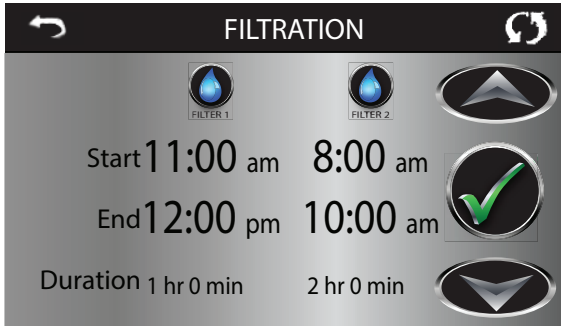 FILTRATION
FILTER 1 FILTER 2
Start 11:00 am 8:00 am
End 12:00 pm 10:00 am
Duration 1 hr 0 min 2 hr 0 min